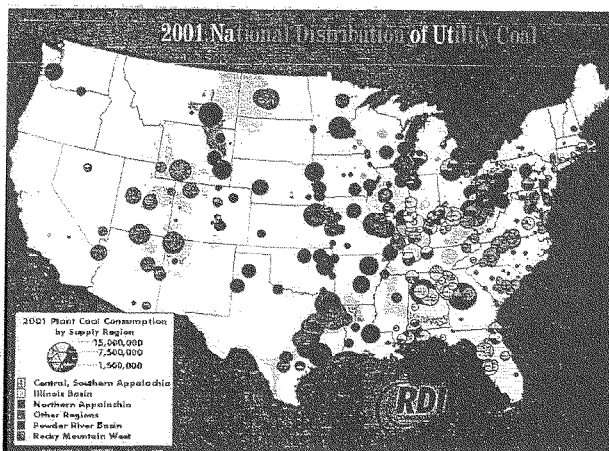 2001 National Distribution of Utility Coal
2001 Plant Coal Consumption
by Supply Region
15,000,000
7,500,000
1,500,000
Central, Southern Appalachia
Illinois Basin
Northern Appalachia
Other Regions
Powder River Basin
Rocky Mountain West
RDI